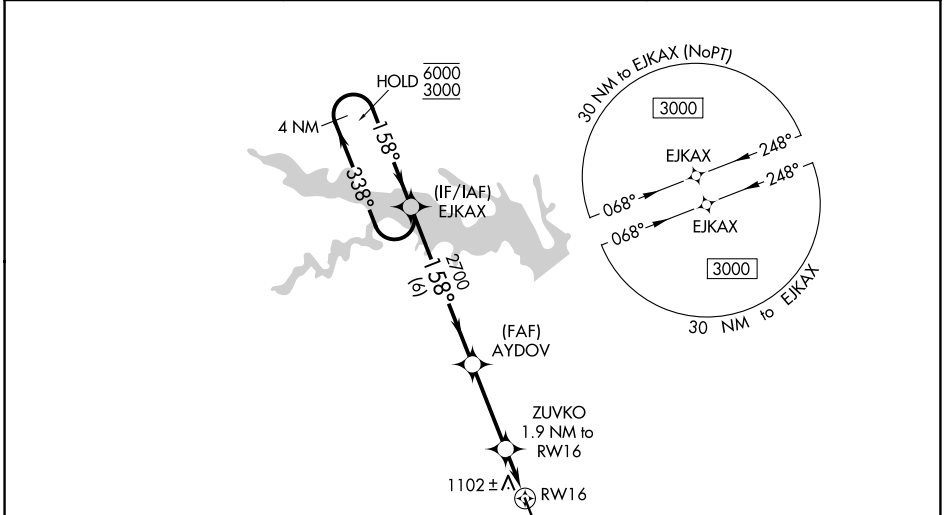 HOLD 6000
3000
4 NM
158°
338°
(IF/IAF)
EJKAX
2700
158°
(6)
(FAF)
AYDOV
ZUVKO
1.9 NM to
RW16
1102±
RW16
30 NM to EJKAX (NoPT)
3000
EJKAX
248°
068°
248°
068°
EJKAX
3000
30 NM to EJKAX